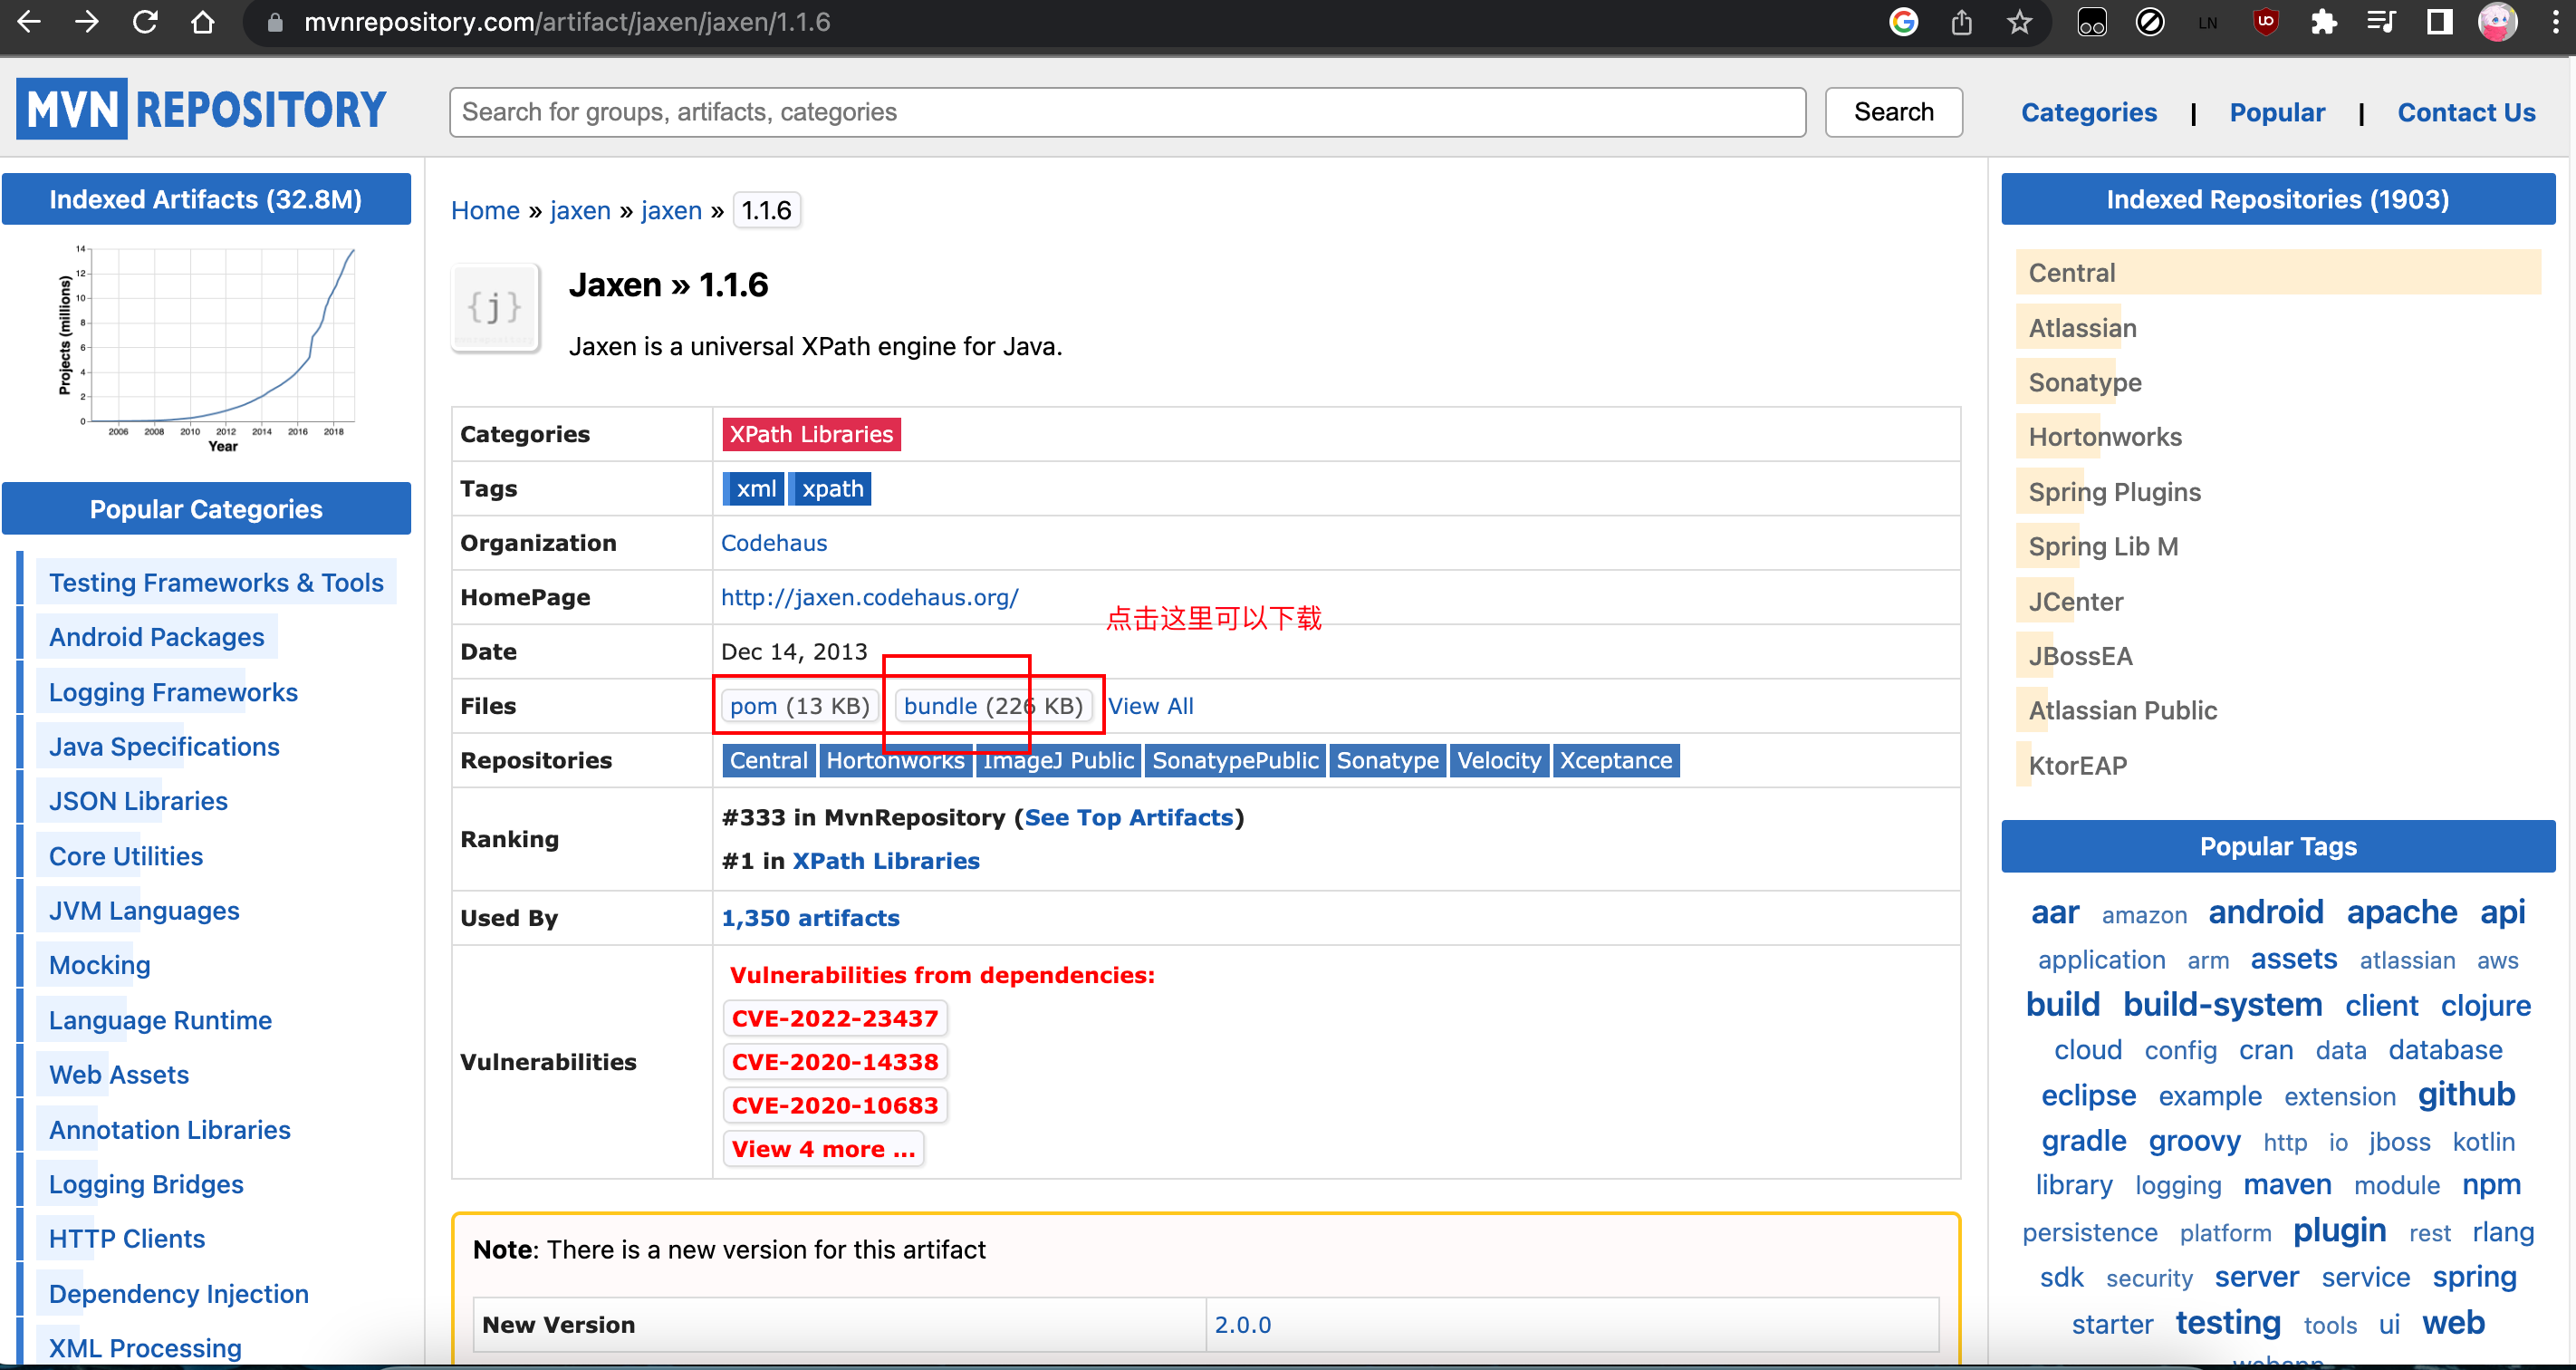 mvnrepository.com/artifact/jaxen/jaxen/1.1.6
LN
MVN REPOSITORY
Search for groups, artifacts, categories
Search
Categories | Popular | Contact Us
Indexed Artifacts (32.8M)
14
12
10
8
6
4
2
0
Projects (millions)
2006 2008 2010 2012 2014 2016 2018
Year
Popular Categories
Testing Frameworks & Tools
Android Packages
Logging Frameworks
Java Specifications
JSON Libraries
Core Utilities
JVM Languages
Mocking
Language Runtime
Web Assets
Annotation Libraries
Logging Bridges
HTTP Clients
Dependency Injection
XML Processing
Home » jaxen » jaxen » 1.1.6
{j}
Jaxen » 1.1.6
Jaxen is a universal XPath engine for Java.
Categories XPath Libraries
Tags xml xpath
Organization Codehaus
HomePage http://jaxen.codehaus.org/
点击这里可以下载
Date Dec 14, 2013
Files pom (13 KB) bundle (226 KB) View All
Repositories Central Hortonworks ImageJ Public SonatypePublic Sonatype Velocity Xceptance
Ranking
#333 in MvnRepository (See Top Artifacts)
#1 in XPath Libraries
Used By 1,350 artifacts
Vulnerabilities
Vulnerabilities from dependencies:
CVE-2022-23437
CVE-2020-14338
CVE-2020-10683
View 4 more ...
Note: There is a new version for this artifact
New Version 2.0.0
Indexed Repositories (1903)
Central
Atlassian
Sonatype
Hortonworks
Spring Plugins
Spring Lib M
JCenter
JBossEA
Atlassian Public
KtorEAP
Popular Tags
aar amazon android apache api
application arm assets atlassian aws
build build-system client clojure
cloud config cran data database
eclipse example extension github
gradle groovy http io jboss kotlin
library logging maven module npm
persistence platform plugin rest rlang
sdk security server service spring
starter testing tools ui web